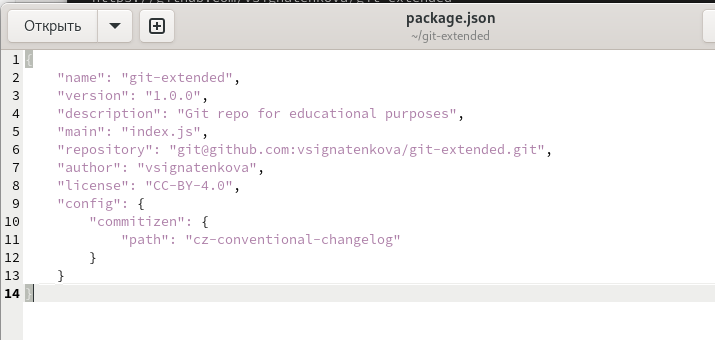 Открыть
package.json
~/git-extended
1 {
2 "name": "git-extended",
3 "version": "1.0.0",
4 "description": "Git repo for educational purposes",
5 "main": "index.js",
6 "repository": "git@github.com:vsignatenkova/git-extended.git",
7 "author": "vsignatenkova",
8 "license": "CC-BY-4.0",
9 "config": {
10 "commitizen": {
11 "path": "cz-conventional-changelog"
12 }
13 }
14 }